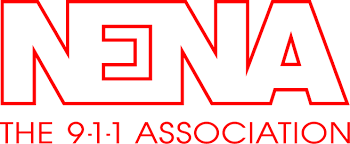 NENA
THE 9-1-1 ASSOCIATION